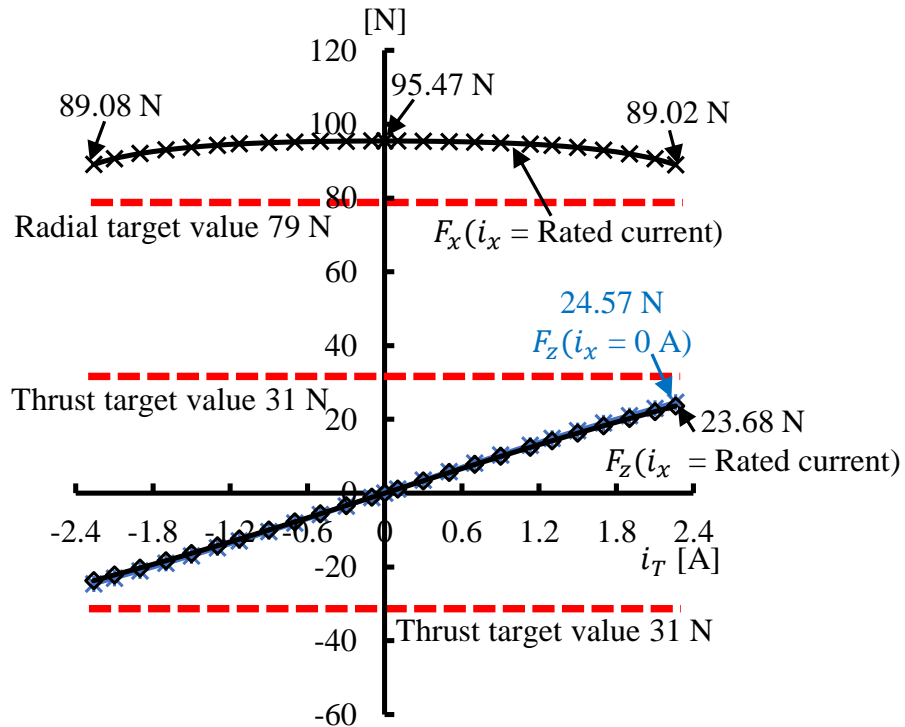 [N]
120
95.47 N
89.08 N
89.02 N
100
80
Radial target value 79 N
𝐹𝑥(𝑖𝑥 = Rated current)
60
24.57 N
𝐹𝑧(𝑖𝑥 = 0 A)
40
Thrust target value 31 N
20
23.68 N
𝐹𝑧(𝑖𝑥 = Rated current)
0
-2.4 -1.8 -1.2 -0.6 0 0.6 1.2 1.8 2.4
𝑖𝑇 [A]
-20
Thrust target value 31 N
-40
-60